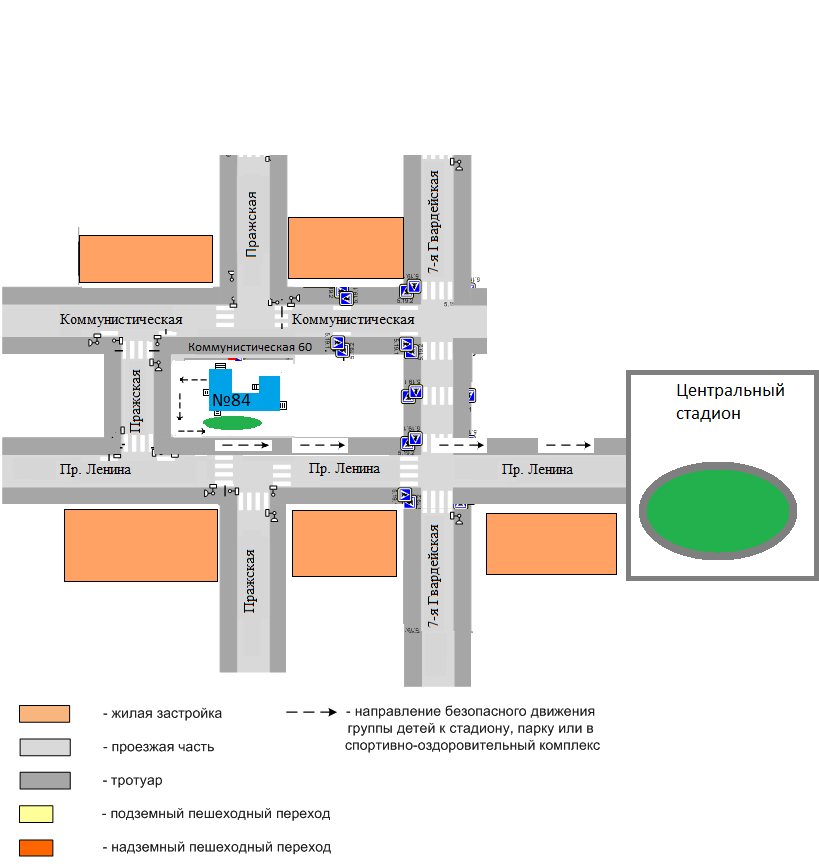 Пражская
7-я Гвардейская
Коммунистическая
Коммунистическая
Коммунистическая 60
Пражская
№84
Центральный
стадион
Пр. Ленина
Пр. Ленина
Пр. Ленина
Пражская
7-я Гвардейская
- жилая застройка
- проезжая часть
- тротуар
- подземный пешеходный переход
- надземный пешеходный переход
- направление безопасного движения
группы детей к стадиону, парку или в
спортивно-оздоровительный комплекс